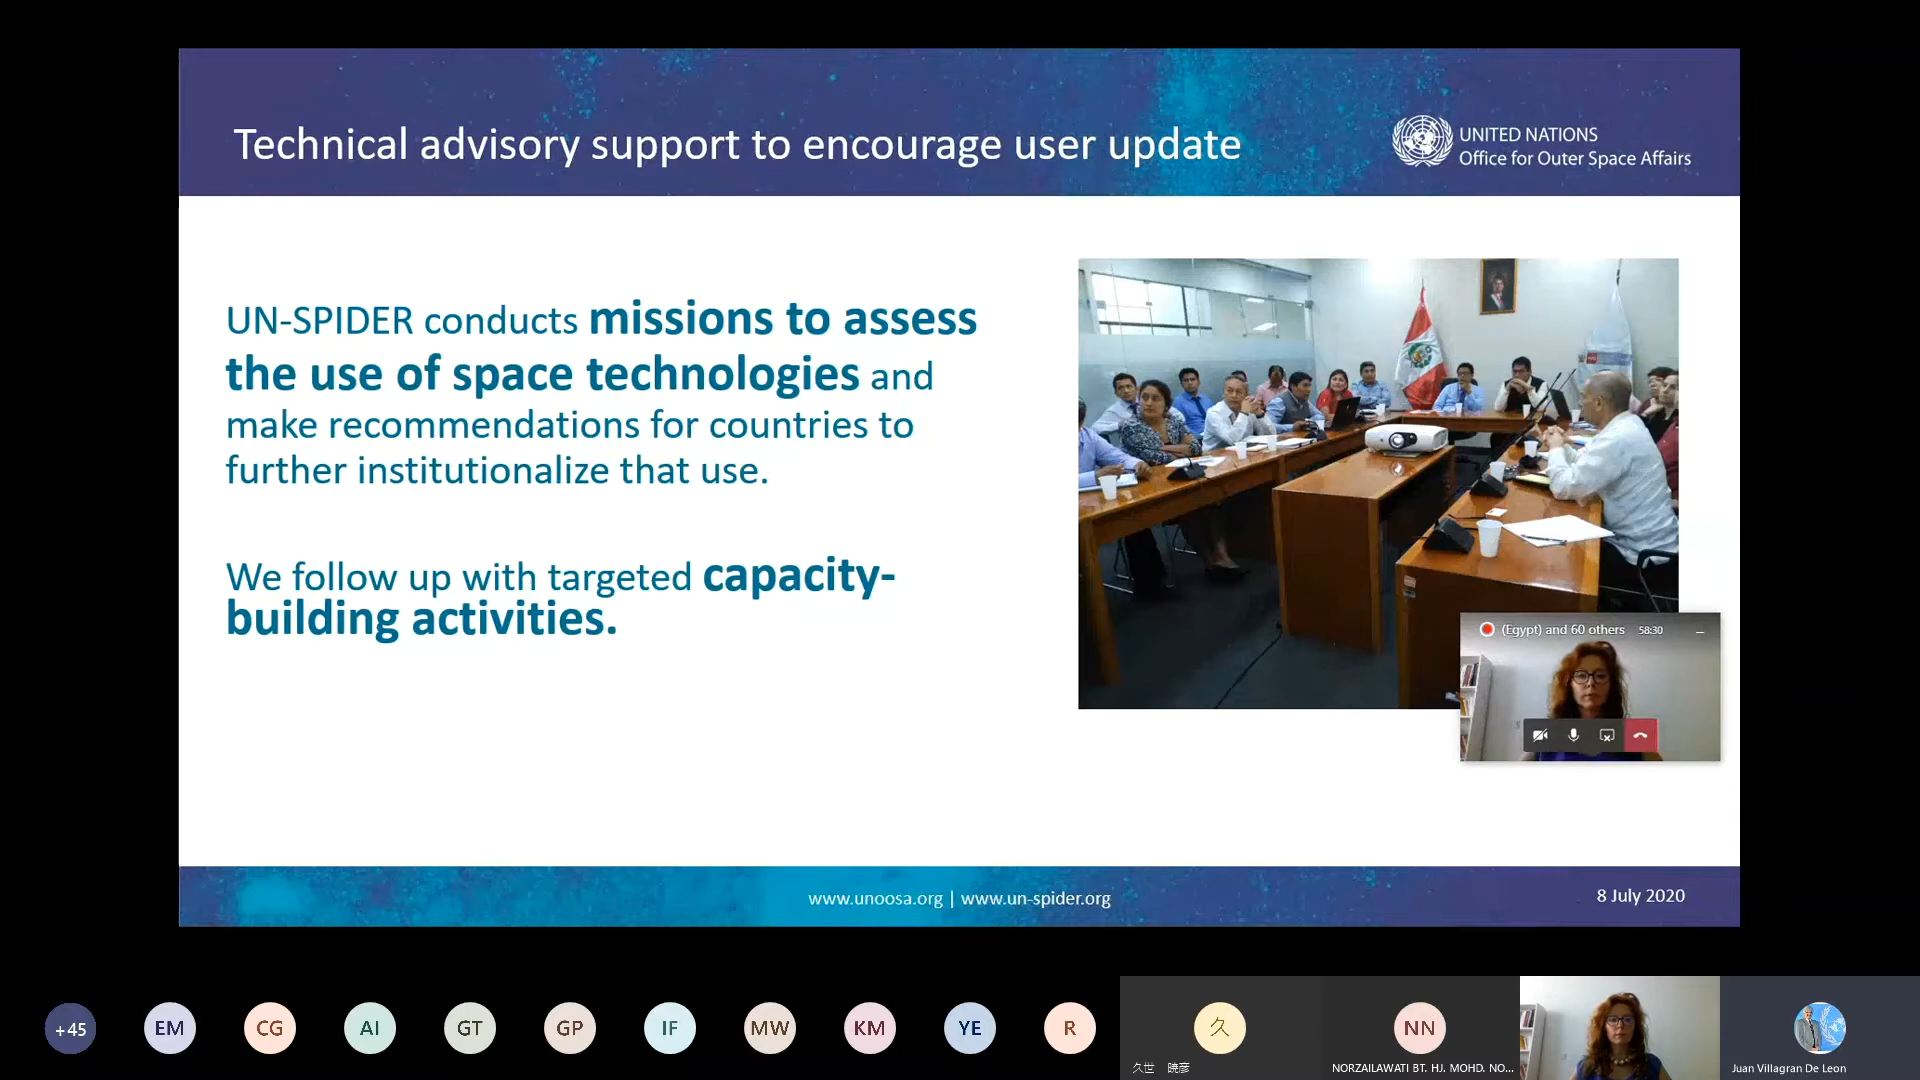 Technical advisory support to encourage user update
UNITED NATIONS
Office for Outer Space Affairs
UN-SPIDER conducts missions to assess
the use of space technologies and
make recommendations for countries to
further institutionalize that use.
We follow up with targeted capacity-
building activities.
(Egypt) and 60 others 58:30
www.unoosa.org | www.un-spider.org
8 July 2020
+45
EM
CG
AI
GT
GP
IF
MW
KM
YE
R
久
久世 暁彦
NN
NORZAILAWATI BT. HJ. MOHD. NO...
Juan Villagran De Leon